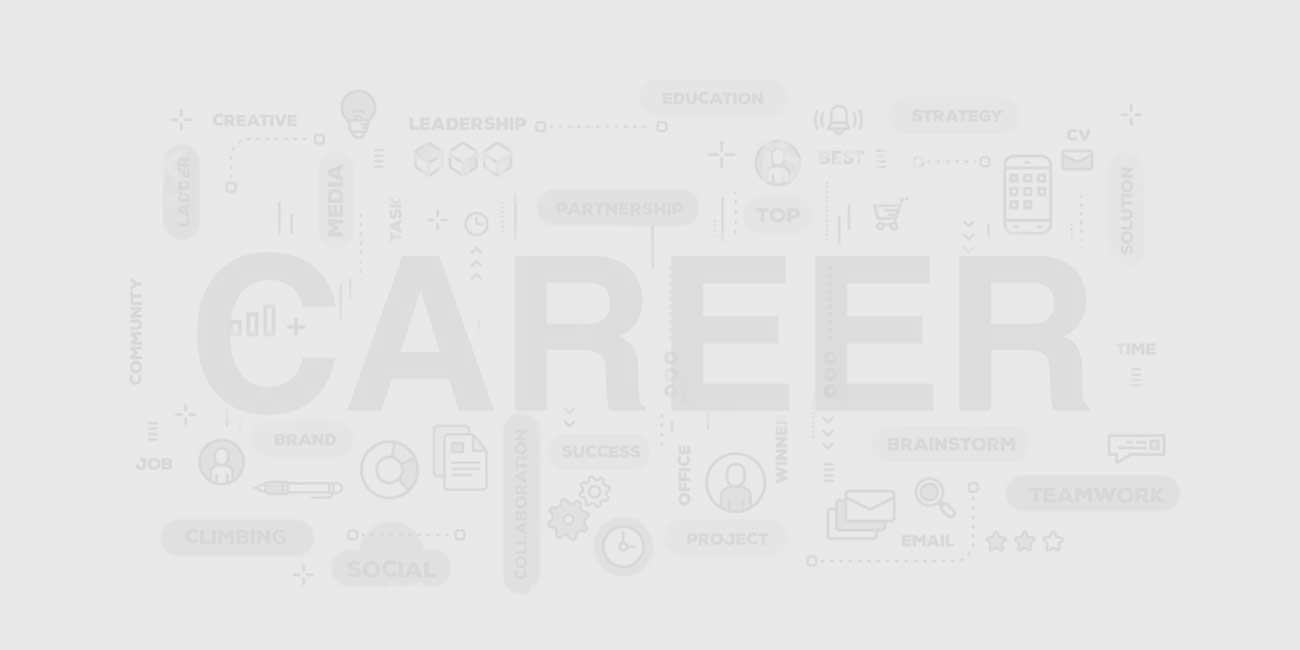 EDUCATION
CREATIVE
LEADERSHIP
STRATEGY
CV
BEST
LADDER
MEDIA
TASK
PARTNERSHIP
TOP
SOLUTION
COMMUNITY
CAREER
TIME
JOB
BRAND
COLLABORATION
SUCCESS
OFFICE
WINNER
BRAINSTORM
TEAMWORK
CLIMBING
SOCIAL
PROJECT
EMAIL